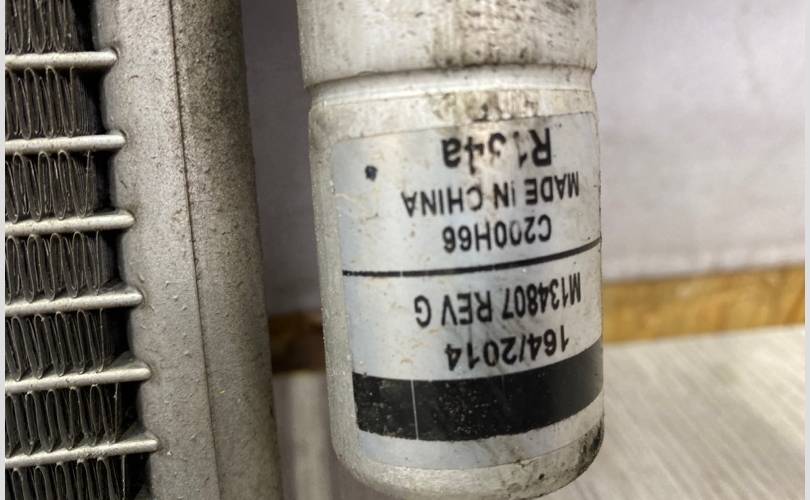 164/2014
M134807 REV G
C200H66
MADE IN CHINA
R134a